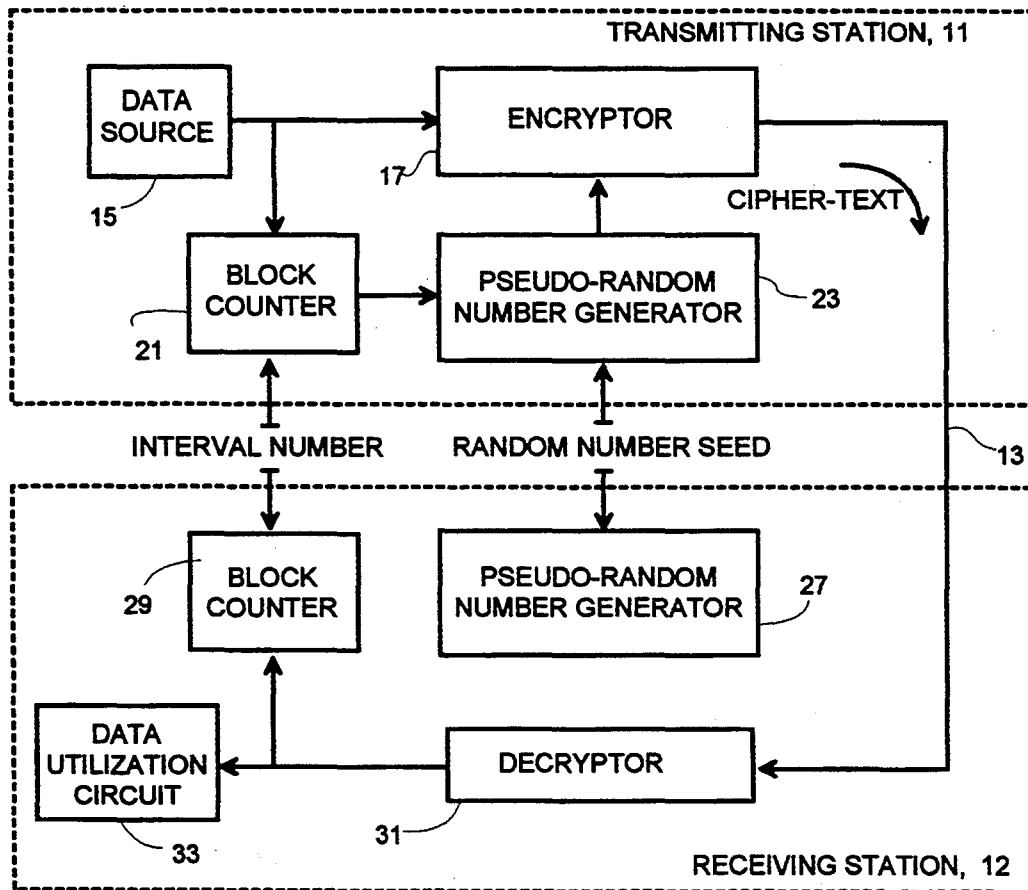 TRANSMITTING STATION, 11
DATA
SOURCE
15
ENCRYPTOR
17
CIPHER-TEXT
BLOCK
COUNTER
21
PSEUDO-RANDOM
NUMBER GENERATOR
23
INTERVAL NUMBER
RANDOM NUMBER SEED
13
BLOCK
COUNTER
29
PSEUDO-RANDOM
NUMBER GENERATOR
27
DATA
UTILIZATION
CIRCUIT
33
DECRYPTOR
31
RECEIVING STATION, 12